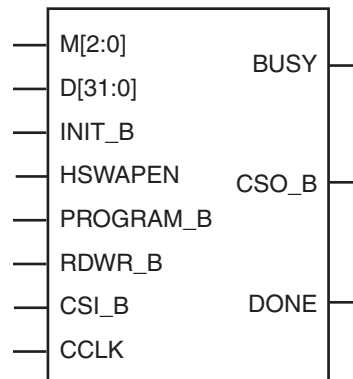 M[2:0]
D[31:0]
INIT_B
HSWAPEN
PROGRAM_B
RDWR_B
CSI_B
CCLK
BUSY
CSO_B
DONE